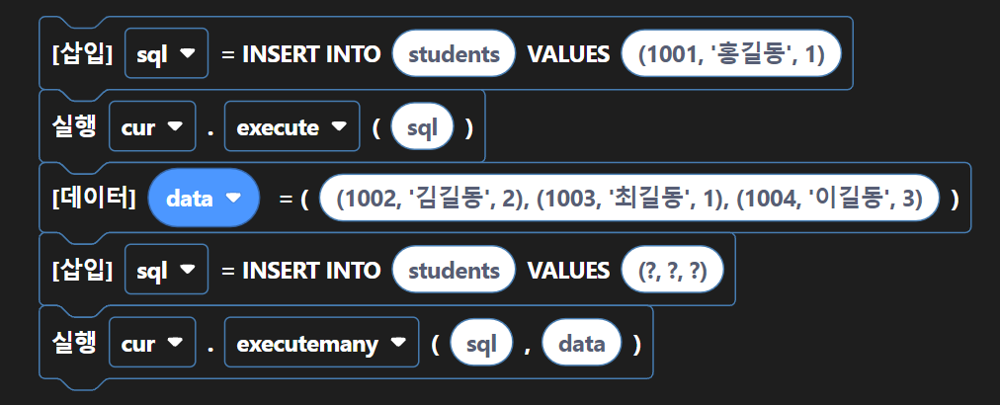 [삽입] sql = INSERT INTO students VALUES (1001, '홍길동', 1)
실행 cur . execute ( sql )
[데이터] data = ( (1002, '김길동', 2), (1003, '최길동', 1), (1004, '이길동', 3) )
[삽입] sql = INSERT INTO students VALUES (?, ?, ?)
실행 cur . executemany ( sql , data )